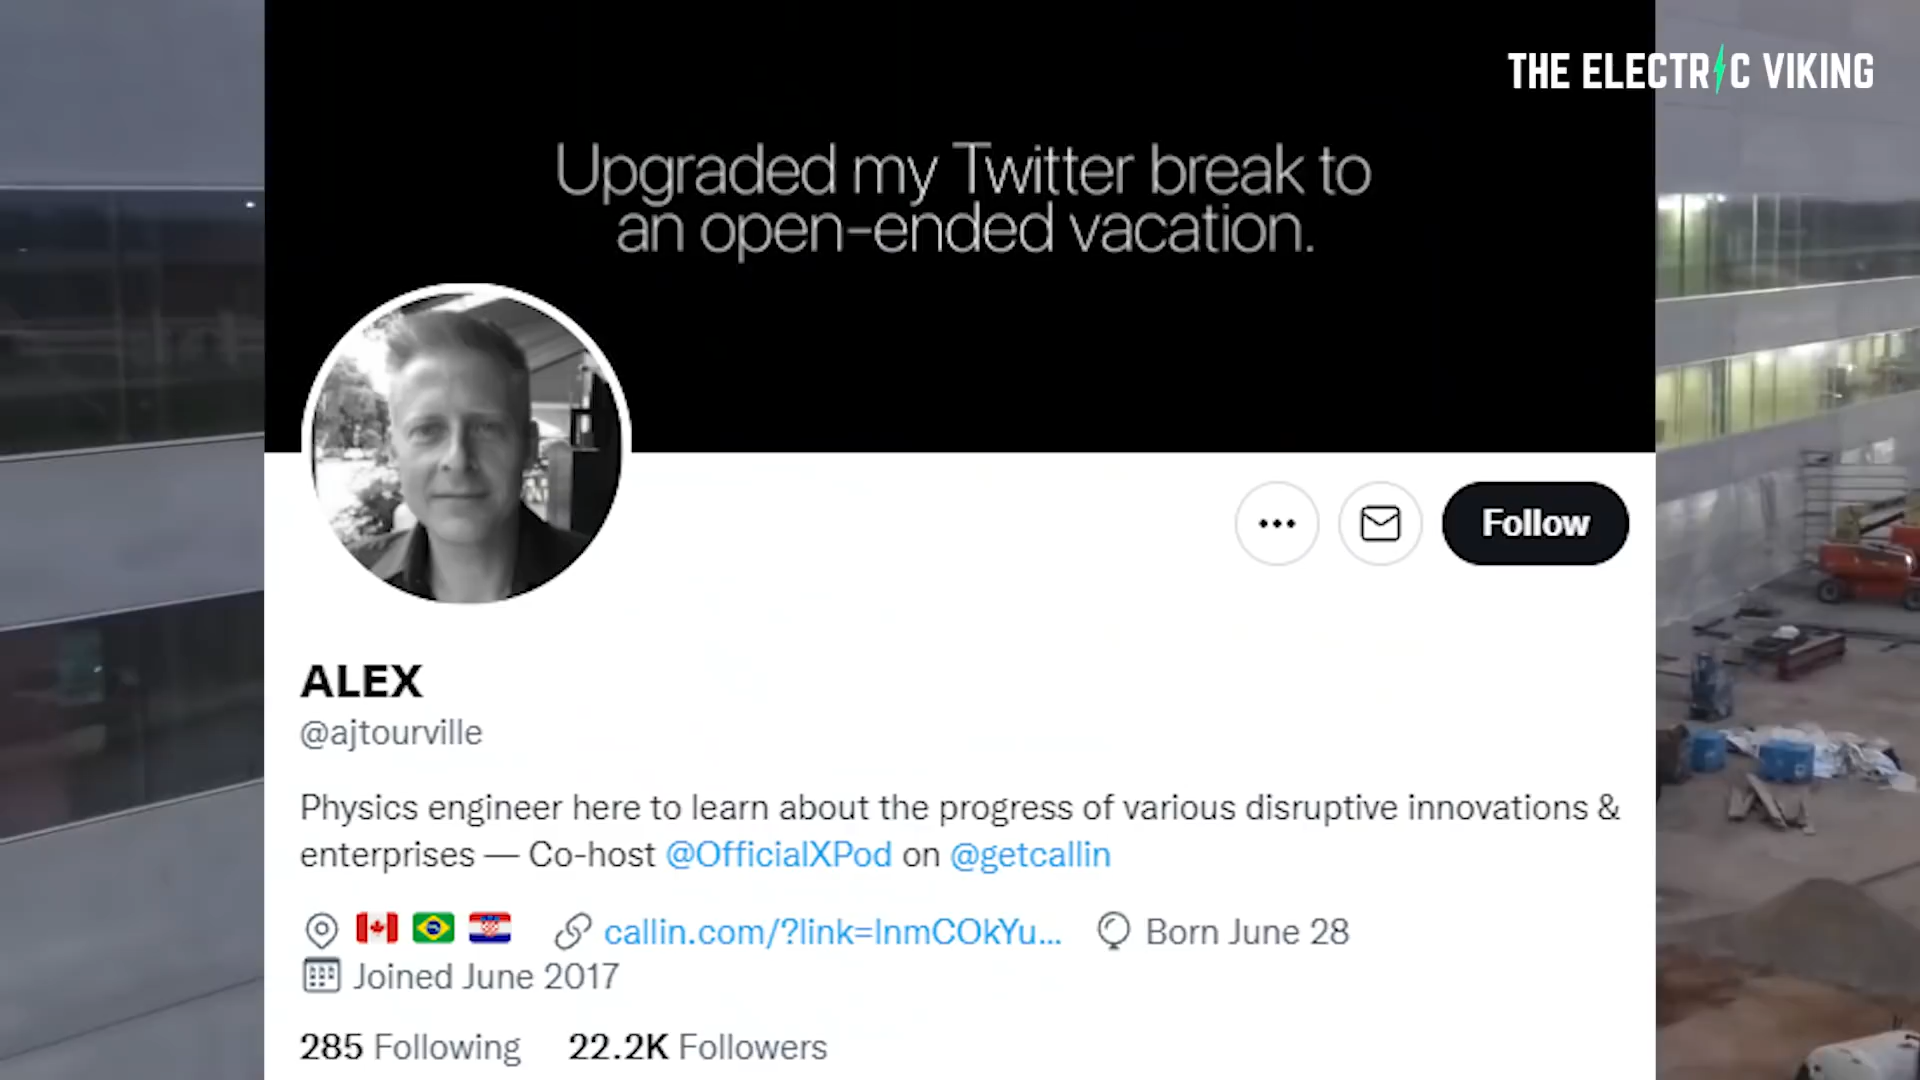 THE ELECTRIC VIKING
Upgraded my Twitter break to
an open-ended vacation.
Follow
ALEX
@ajtourville
Physics engineer here to learn about the progress of various disruptive innovations &
enterprises — Co-host @OfficialXPod on @getcallin
callin.com/?link=lnmCOkYu... Born June 28
Joined June 2017
285 Following 22.2K Followers